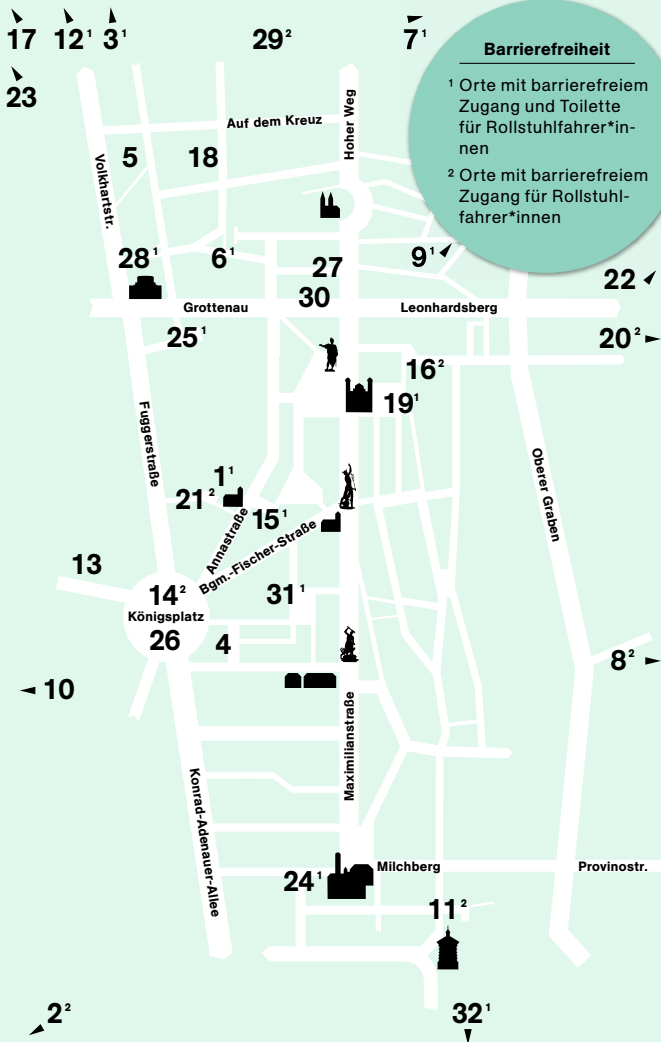 17 12¹ 3¹ 29² 7¹
23
Barrierefreiheit
¹ Orte mit barrierefreiem
Zugang und Toilette
für Rollstuhlfahrer*in-
nen
² Orte mit barrierefreiem
Zugang für Rollstuhl-
fahrer*innen
Auf dem Kreuz
Hoher Weg
Volkhartstr.
5 18
28¹ 6¹ 27 9¹
22
30
Grottenau Leonhardsberg
25¹ 20²
16²
19¹
Fuggerstraße
Oberer Graben
1¹
21²
15¹
Annastraße
Bgm.-Fischer-Straße
13
14² 31¹
Königsplatz
26 4
8²
10
Maximilianstraße
Konrad-Adenauer-Allee
Milchberg Provinostr.
24¹
11²
2² 32¹